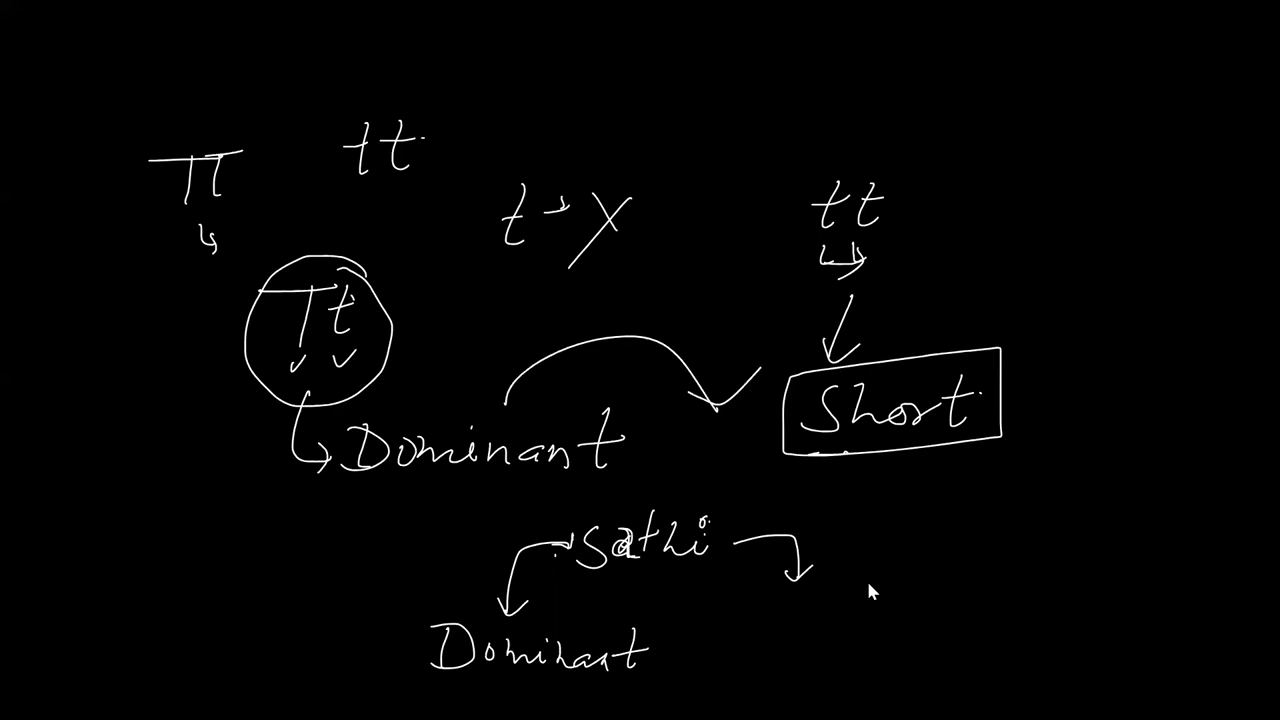 TT tt
t → X tt
Tt
Short
Dominant
Sathi
Dominant